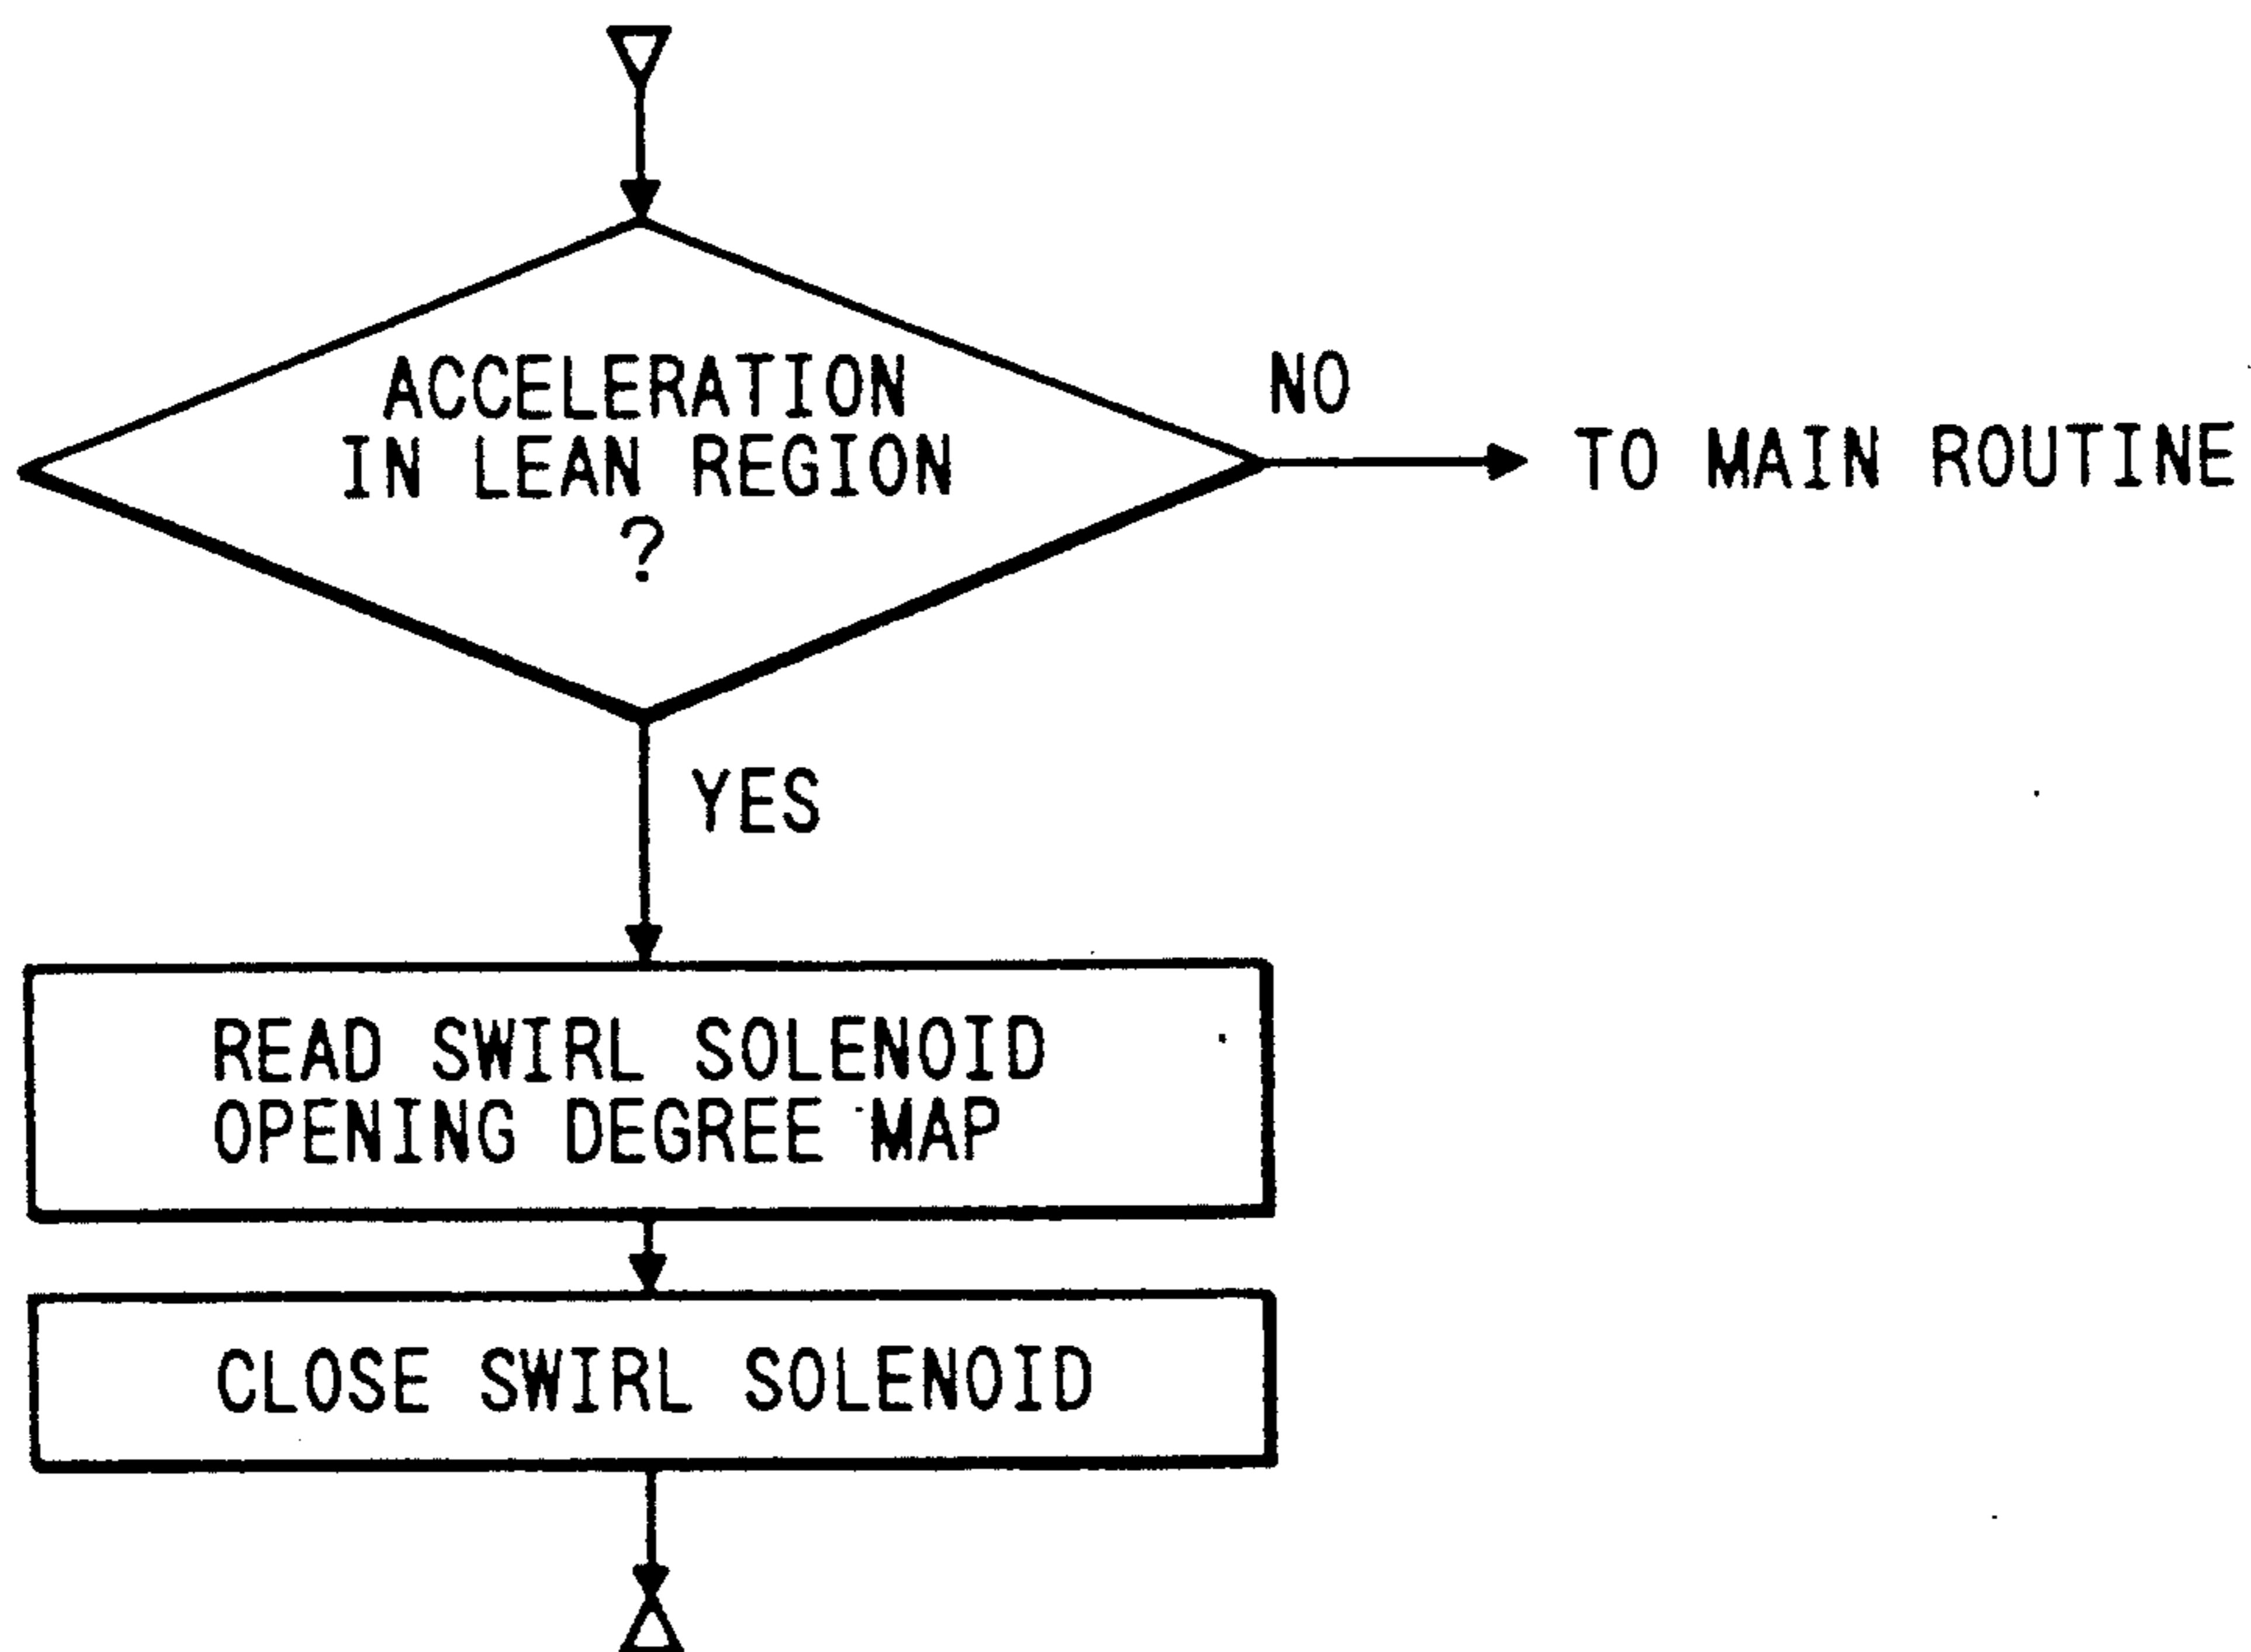 ACCELERATION
IN LEAN REGION
?
NO
TO MAIN ROUTINE
YES
READ SWIRL SOLENOID
OPENING DEGREE MAP
CLOSE SWIRL SOLENOID